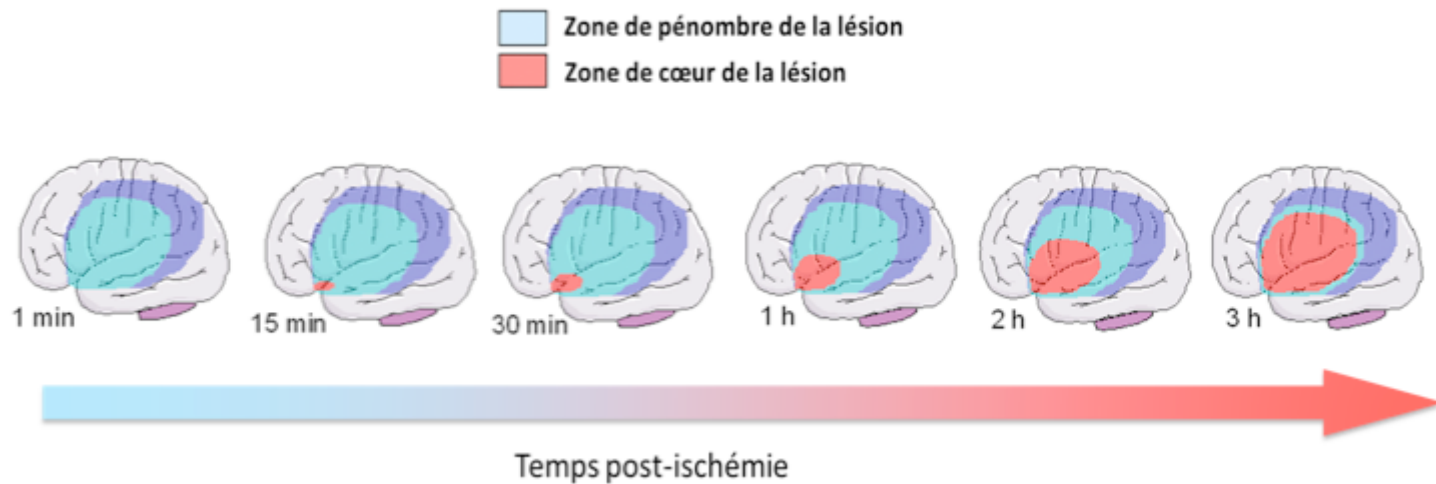 Zone de pénombre de la lésion
Zone de cœur de la lésion
1 min
15 min
30 min
1 h
2 h
3 h
Temps post-ischémie